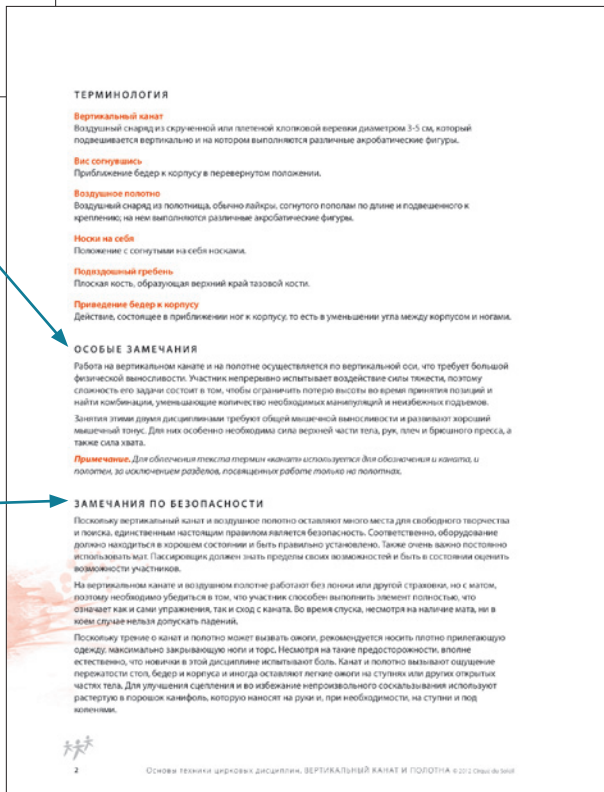 ТЕРМИНОЛОГИЯ
Вертикальный канат
Воздушный снаряд из скрученной или плетеной хлопковой веревки диаметром 3-5 см, который
подвешивается вертикально и на котором выполняются различные акробатические фигуры.
Вис согнувшись
Приближение бедер к корпусу в перевернутом положении.
Воздушное полотно
Воздушный снаряд из полотнища, обычно лайкры, согнутого пополам по длине и подвешенного к
креплению; на нем выполняются различные акробатические фигуры.
Носки на себя
Положение с согнутыми на себя носками.
Подвздошный гребень
Плоская кость, образующая верхний край тазовой кости.
Приведение бедер к корпусу
Действие, состоящее в приближении ног к корпусу, то есть в уменьшении угла между корпусом и ногами.
ОСОБЫЕ ЗАМЕЧАНИЯ
Работа на вертикальном канате и на полотне осуществляется по вертикальной оси, что требует большой
физической выносливости. Участник непрерывно испытывает воздействие силы тяжести, поэтому
сложность его задачи состоит в том, чтобы ограничить потерю высоты во время принятия позиций и
найти комбинации, уменьшающие количество необходимых манипуляций и неизбежных подъемов.
Занятия этими двумя дисциплинами требуют общей мышечной выносливости и развивают хороший
мышечный тонус. Для них особенно необходима сила верхней части тела, рук, плеч и брюшного пресса, а
также сила хвата.
Примечание. Для облегчения текста термин «канат» используется для обозначения и каната, и
полотен, за исключением разделов, посвященных работе только на полотнах.
ЗАМЕЧАНИЯ ПО БЕЗОПАСНОСТИ
Поскольку вертикальный канат и воздушное полотно оставляют много места для свободного творчества
и поиска, единственным настоящим правилом является безопасность. Соответственно, оборудование
должно находиться в хорошем состоянии и быть правильно установлено. Также очень важно постоянно
использовать мат. Пассировщик должен знать пределы своих возможностей и быть в состоянии оценить
возможности участников.
На вертикальном канате и воздушном полотне работают без лонжи или другой страховки, но с матом,
поэтому необходимо убедиться в том, что участник способен выполнить элемент полностью, что
означает как и сами упражнения, так и сход с каната. Во время спуска, несмотря на наличие мата, ни в
коем случае нельзя допускать падений.
Поскольку трение о канат и полотно может вызвать ожоги, рекомендуется носить плотно прилегающую
одежду, максимально закрывающую ноги и торс. Несмотря на такие предосторожности, вполне
естественно, что новички в этой дисциплине испытывают боль. Канат и полотно вызывают ощущение
пережатости стоп, бедер и корпуса и иногда оставляют легкие ожоги на ступнях или других открытых
частях тела. Для улучшения сцепления и во избежание непроизвольного соскальзывания используют
растертую в порошок канифоль, которую наносят на руки и, при необходимости, на ступни и под
коленями.
2 Основы техники цирковых дисциплин. ВЕРТИКАЛЬНЫЙ КАНАТ И ПОЛОТНА © 2012 Cirque du Soleil